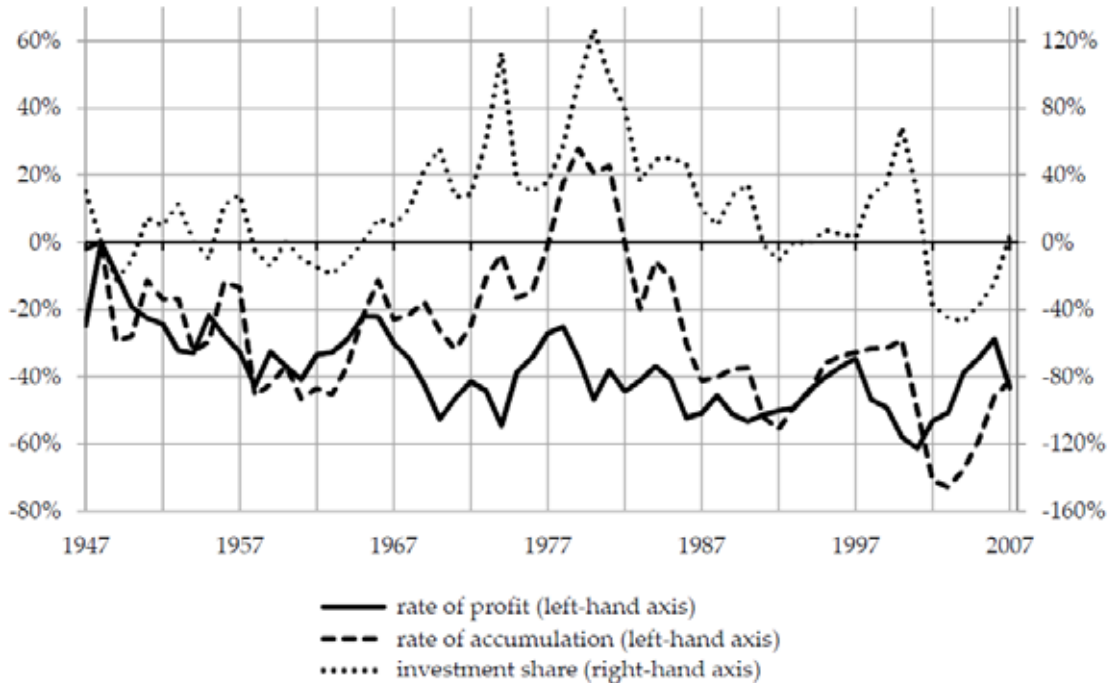 60% 120%
40% 80%
20% 40%
0% 0%
-20% -40%
-40% -80%
-60% -120%
-80% -160%
1947 1957 1967 1977 1987 1997 2007
rate of profit (left-hand axis)
rate of accumulation (left-hand axis)
investment share (right-hand axis)